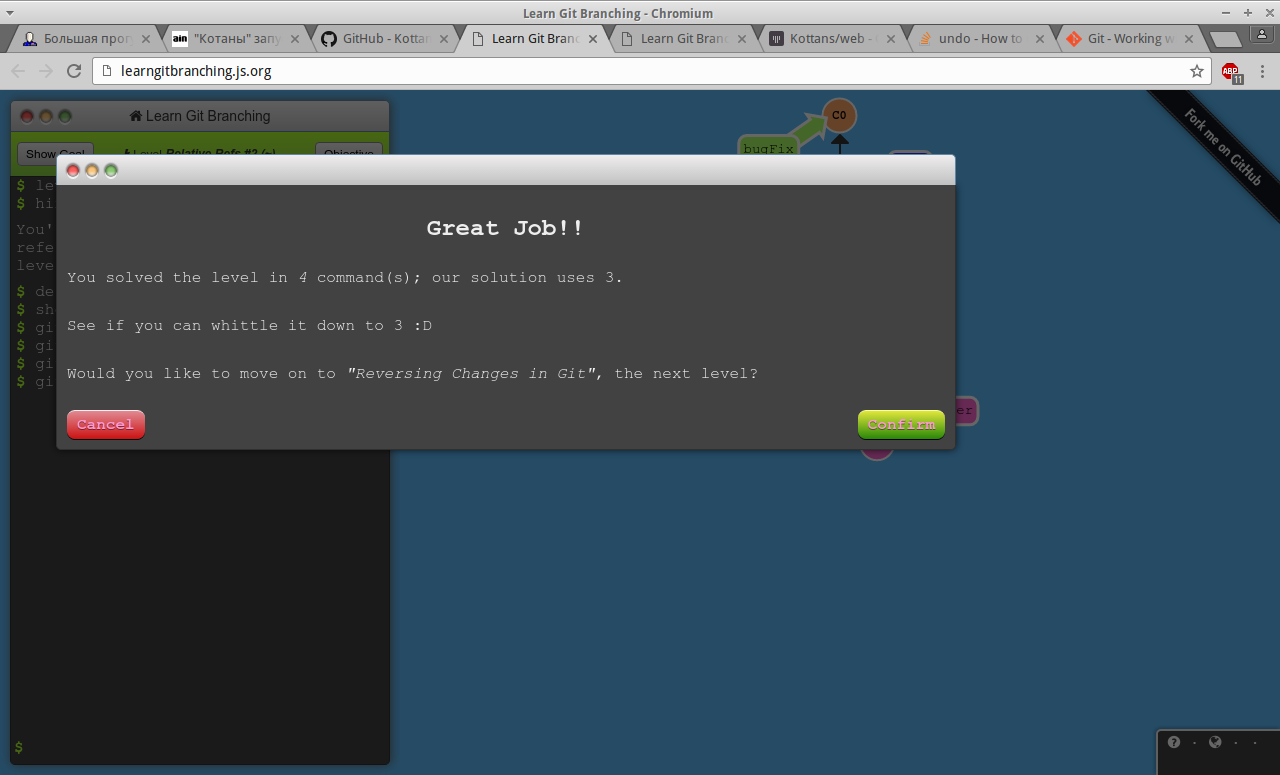 Learn Git Branching - Chromium
Большая прог
ain "Котаны" запу
GitHub - Kottan
Learn Git Branc
Learn Git Branc
Kottans/web -
undo - How to
Git - Working w
learngitbranching.js.org
ABP
11
Learn Git Branching
Show Goal
Level Relative Refs #2 (~)
Objective
$ le
$ hi
You'
refe
leve
$ de
$ sh
$ gi
$ gi
$ gi
$ gi
$
C0
bugFix
Fork me on GitHub
Great Job!!
You solved the level in 4 command(s); our solution uses 3.
See if you can whittle it down to 3 :D
Would you like to move on to "Reversing Changes in Git", the next level?
Cancel
Confirm
er
?